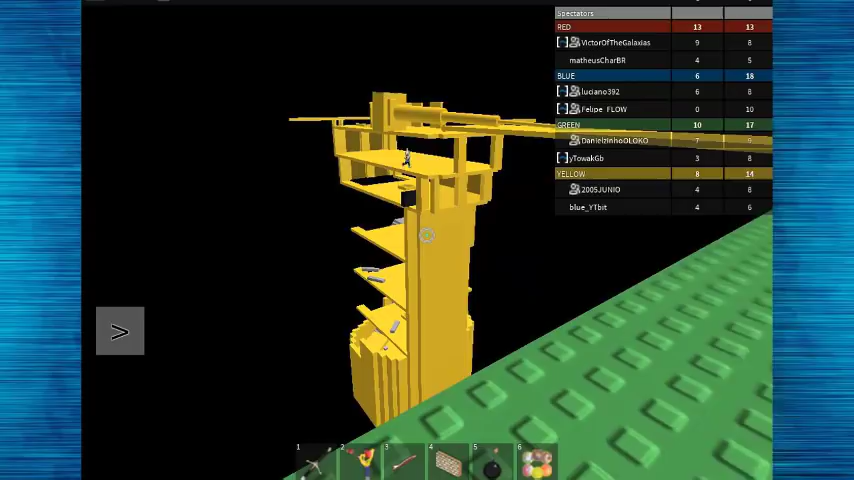 Spectators
RED 13 13
VictorOfTheGalaxias 9 8
matheusCharBR 4 5
BLUE 6 18
luciano392 6 8
Felipe_FLOW 0 10
GREEN 10 17
DanielzinhoOLOKO 7 9
yTowakGb 3 8
YELLOW 8 14
2005JUNIO 4 8
blue_YTbit 4 6
>
1 2 3 4 5 6